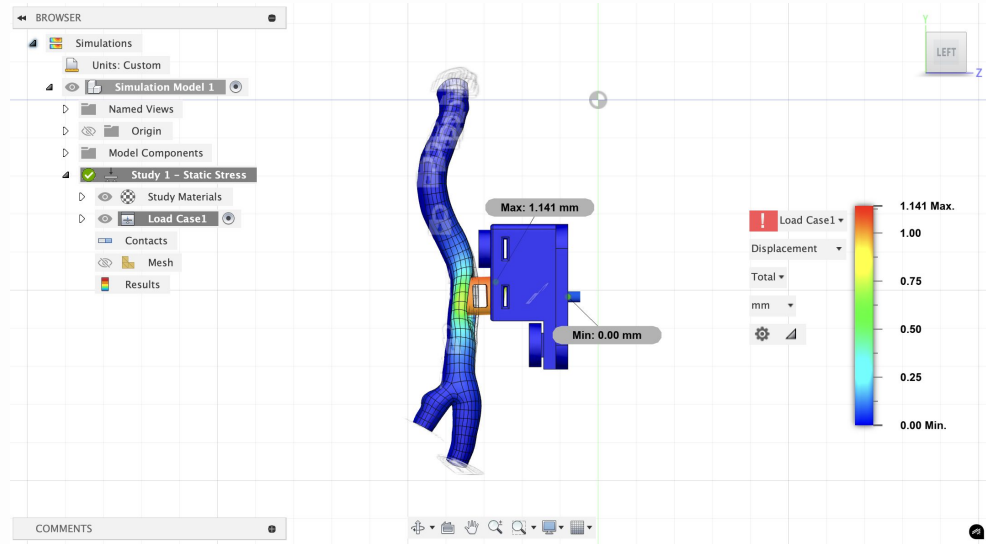 BROWSER
Simulations
Units: Custom
Simulation Model 1
Named Views
Origin
Model Components
Study 1 - Static Stress
Study Materials
Load Case1
Contacts
Mesh
Results
COMMENTS
Max: 1.141 mm
Min: 0.00 mm
Y
LEFT
Z
! Load Case1
Displacement
Total
mm
1.141 Max.
1.00
0.75
0.50
0.25
0.00 Min.